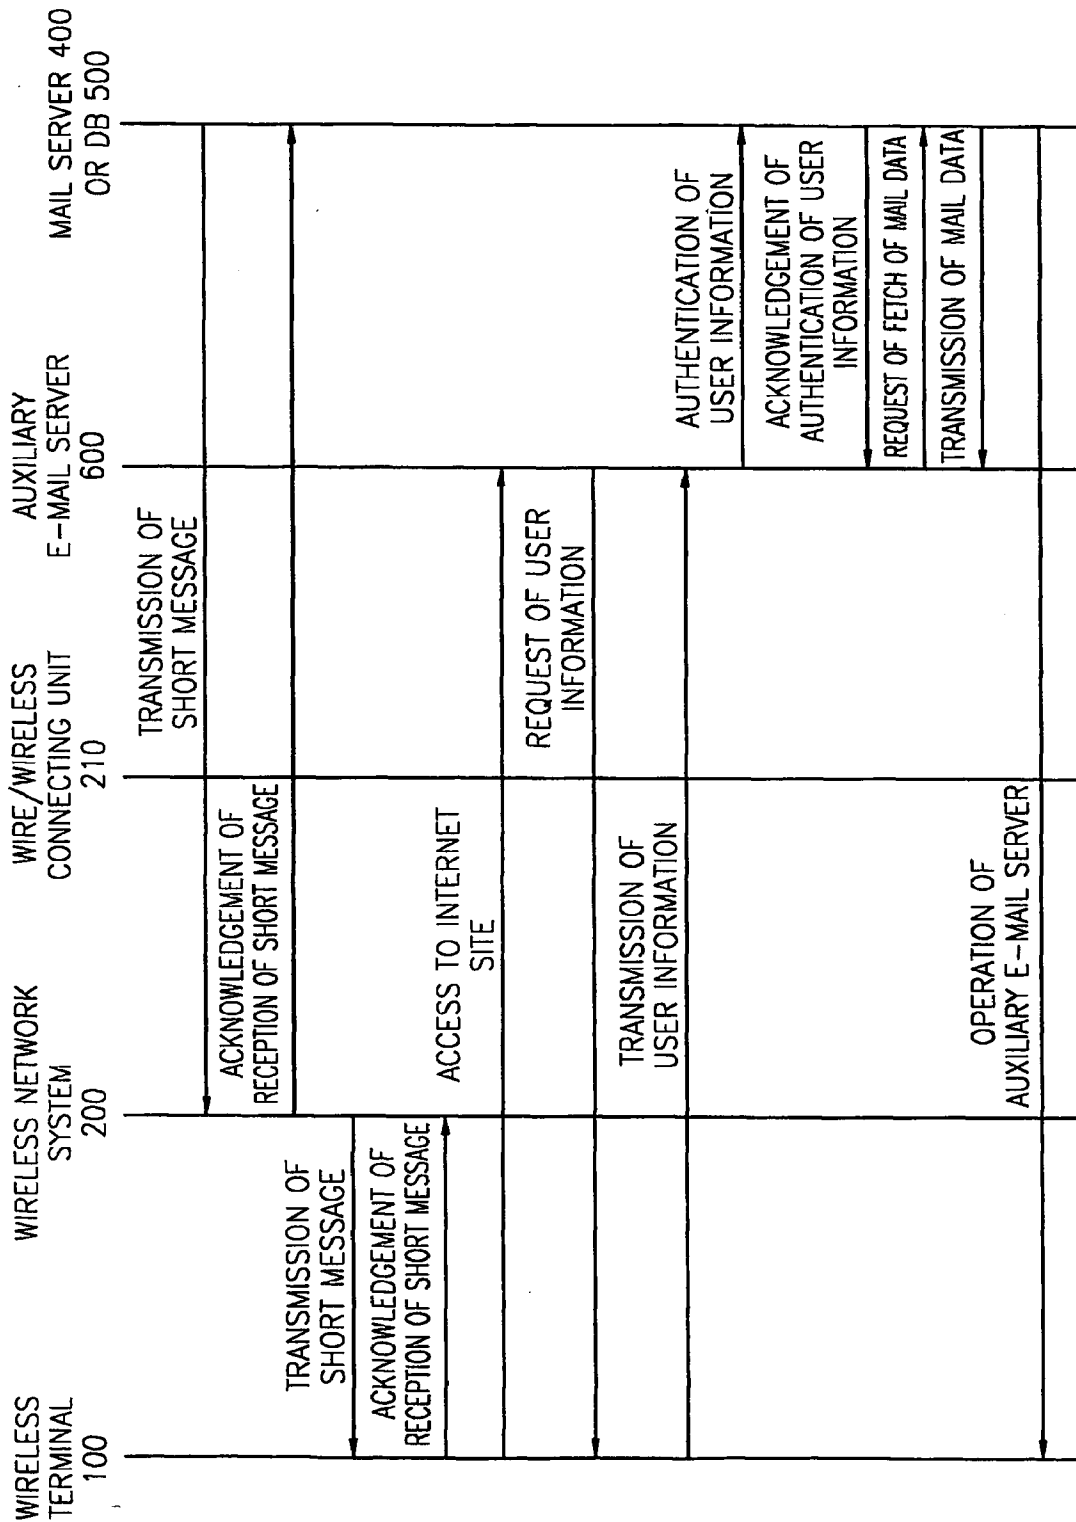 WIRELESS
TERMINAL
100
WIRELESS NETWORK
SYSTEM
200
WIRE/WIRELESS
CONNECTING UNIT
210
AUXILIARY
E-MAIL SERVER
600
MAIL SERVER 400
OR DB 500
TRANSMISSION OF
SHORT MESSAGE
ACKNOWLEDGEMENT OF
RECEPTION OF SHORT MESSAGE
TRANSMISSION OF
SHORT MESSAGE
ACKNOWLEDGEMENT OF
RECEPTION OF SHORT MESSAGE
ACCESS TO INTERNET
SITE
REQUEST OF USER
INFORMATION
TRANSMISSION OF
USER INFORMATION
AUTHENTICATION OF
USER INFORMATION
ACKNOWLEDGEMENT OF
AUTHENTICATION OF USER
INFORMATION
REQUEST OF FETCH OF MAIL DATA
TRANSMISSION OF MAIL DATA
OPERATION OF
AUXILIARY E-MAIL SERVER